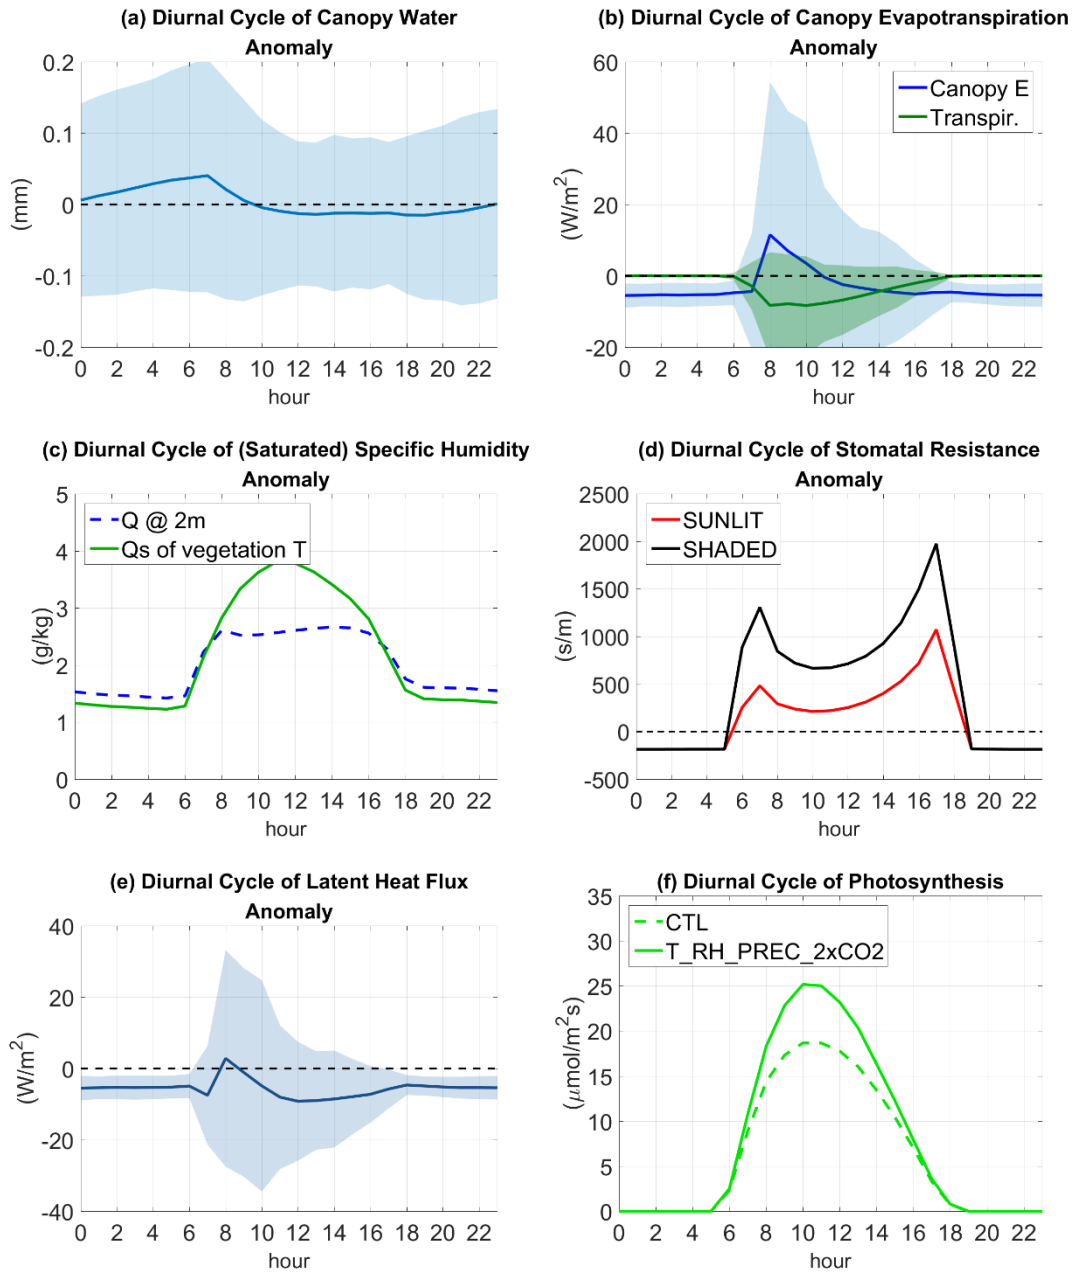 (a) Diurnal Cycle of Canopy Water
Anomaly
0.2
0.1
0
-0.1
-0.2
(mm)
0 2 4 6 8 10 12 14 16 18 20 22
hour
(b) Diurnal Cycle of Canopy Evapotranspiration
Anomaly
60
40
20
0
-20
(W/m²)
Canopy E
Transpir.
0 2 4 6 8 10 12 14 16 18 20 22
hour
(c) Diurnal Cycle of (Saturated) Specific Humidity
Anomaly
5
4
3
2
1
0
(g/kg)
Q @ 2m
Qs of vegetation T
0 2 4 6 8 10 12 14 16 18 20 22
hour
(d) Diurnal Cycle of Stomatal Resistance
Anomaly
2500
2000
1500
1000
500
0
-500
(s/m)
SUNLIT
SHADED
0 2 4 6 8 10 12 14 16 18 20 22
hour
(e) Diurnal Cycle of Latent Heat Flux
Anomaly
40
20
0
-20
-40
(W/m²)
0 2 4 6 8 10 12 14 16 18 20 22
hour
(f) Diurnal Cycle of Photosynthesis
35
30
25
20
15
10
5
0
(μmol/m²s)
CTL
T_RH_PREC_2xCO2
0 2 4 6 8 10 12 14 16 18 20 22
hour